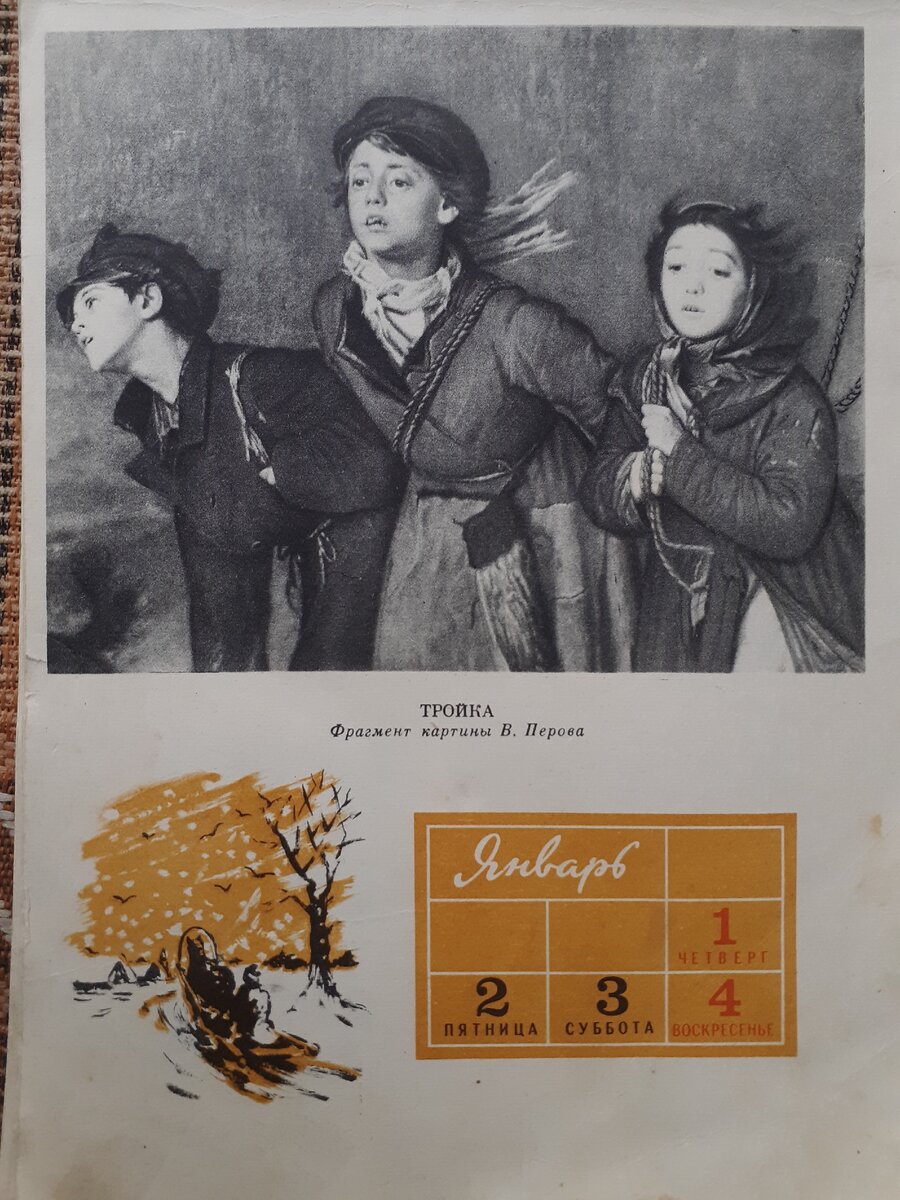 ТРОЙКА
Фрагмент картины В. Перова
Январь
1
ЧЕТВЕРГ
2
ПЯТНИЦА
3
СУББОТА
4
ВОСКРЕСЕНЬЕ